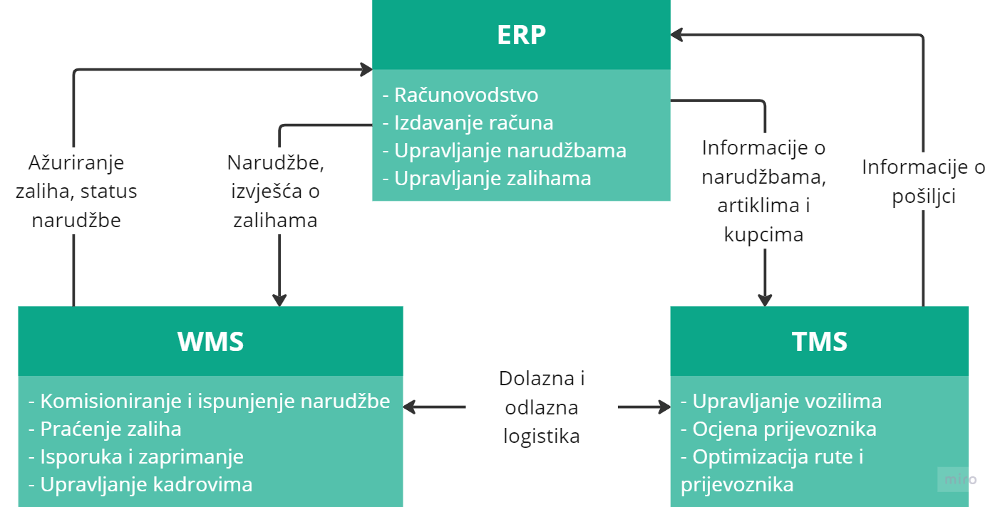 ERP
- Računovodstvo
- Izdavanje računa
- Upravljanje narudžbama
- Upravljanje zalihama
Ažuriranje
zaliha, status
narudžbe
Narudžbe,
izvješća o
zalihama
Informacije o
narudžbama,
artiklima i
kupcima
Informacije o
pošiljci
WMS
- Komisioniranje i ispunjenje narudžbe
- Praćenje zaliha
- Isporuka i zaprimanje
- Upravljanje kadrovima
Dolazna i
odlazna
logistika
TMS
- Upravljanje vozilima
- Ocjena prijevoznika
- Optimizacija rute i
prijevoznika
miro